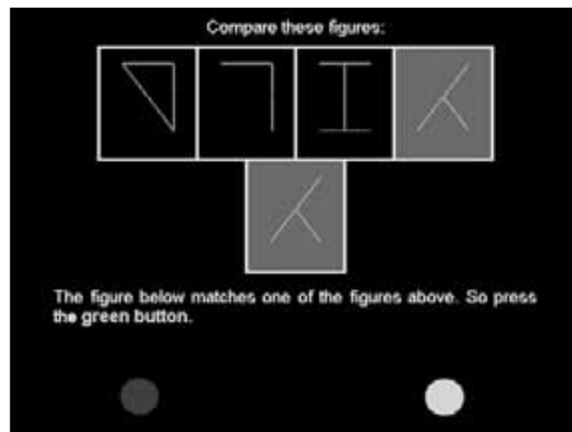 Compare these figures:
The figure below matches one of the figures above. So press
the green button.